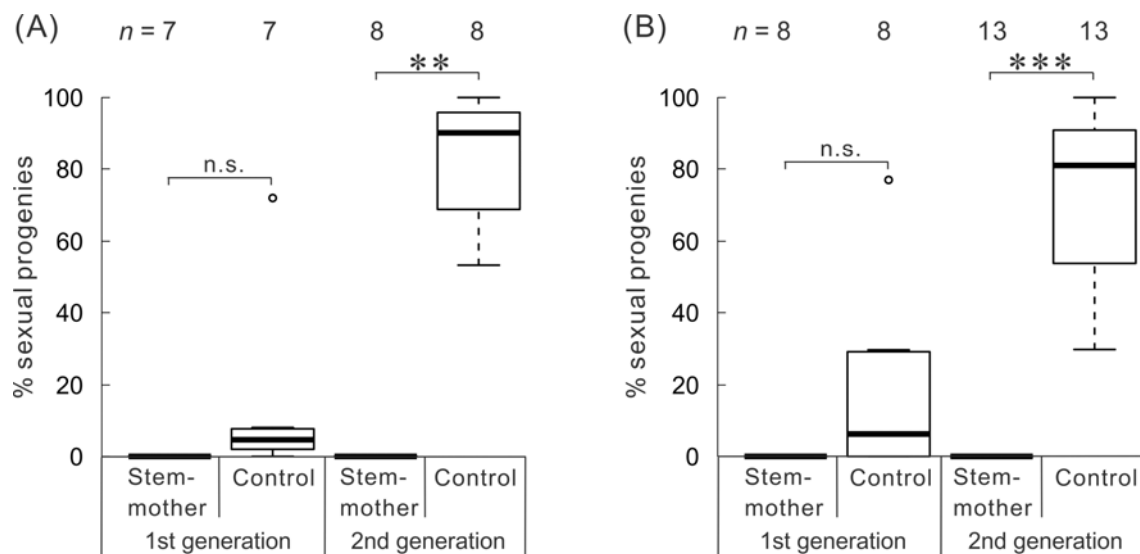 (A) n = 7 7 8 8
**
100
80
60
40
20
0
% sexual progenies
n.s.
Stem-
mother
Control
Stem-
mother
Control
1st generation
2nd generation
(B) n = 8 8 13 13
***
100
80
60
40
20
0
% sexual progenies
n.s.
Stem-
mother
Control
Stem-
mother
Control
1st generation
2nd generation